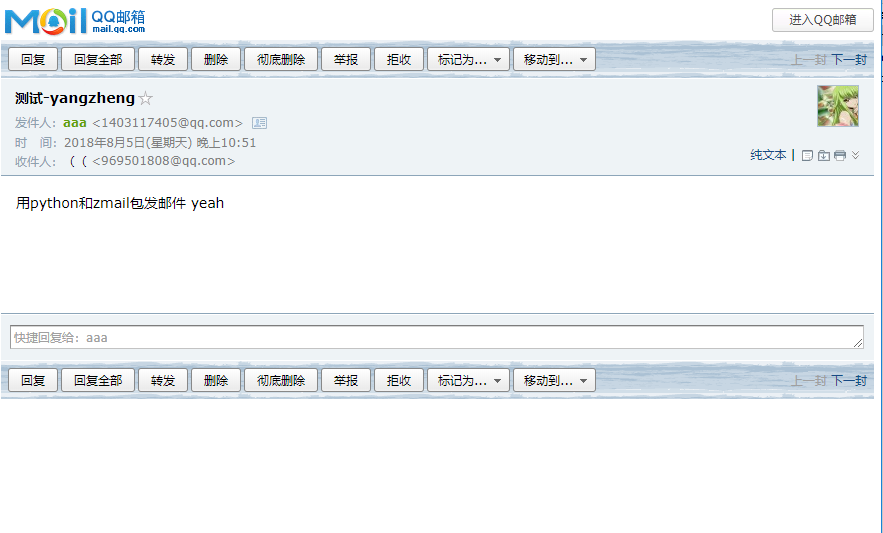 Mail QQ邮箱
mail.qq.com
进入QQ邮箱
回复 回复全部 转发 删除 彻底删除 举报 拒收 标记为... 移动到... 上一封 下一封
测试-yangzheng
发件人：aaa <1403117405@qq.com>
时 间：2018年8月5日(星期天) 晚上10:51
收件人：（（ <969501808@qq.com>
纯文本 |
用python和zmail包发邮件 yeah
快捷回复给：aaa
回复 回复全部 转发 删除 彻底删除 举报 拒收 标记为... 移动到... 上一封 下一封